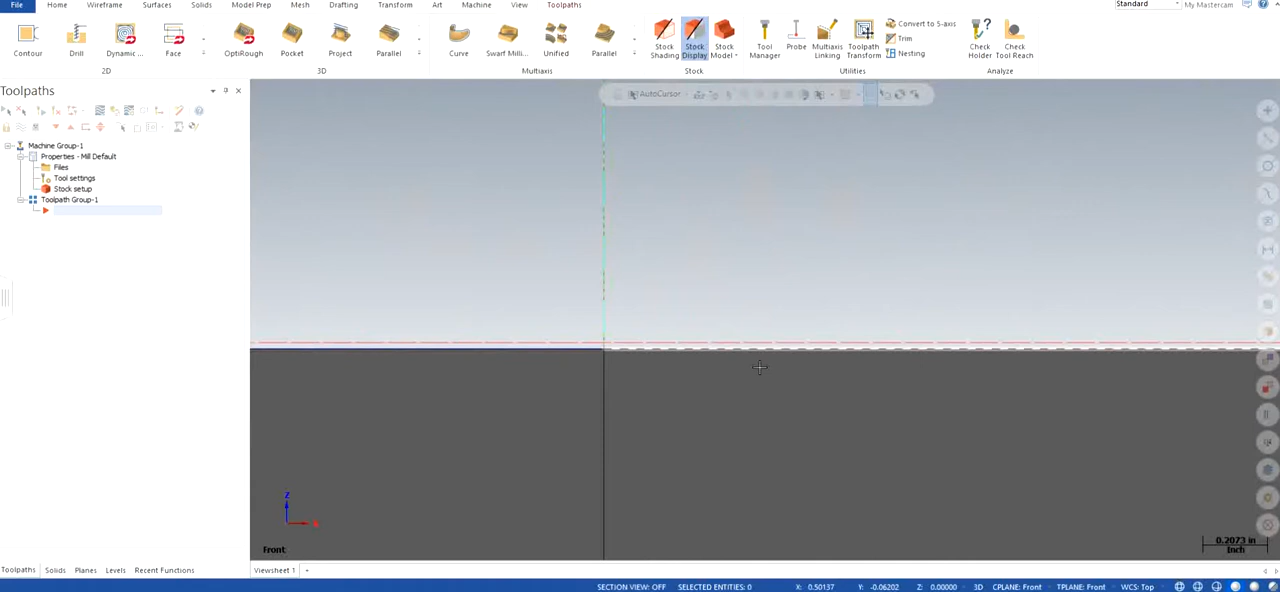 File Home Wireframe Surfaces Solids Model Prep Mesh Drafting Transform Art Machine View Toolpaths Standard My Mastercam
Contour Drill Dynamic ... Face OptiRough Pocket Project Parallel Curve Swarf Milli... Unified Parallel Stock Shading Stock Display Stock Model Tool Manager Probe Multiaxis Linking Toolpath Transform Convert to 5-axis Trim Nesting Check Holder Check Tool Reach
2D 3D Multiaxis Stock Utilities Analyze
Toolpaths
AutoCursor
Machine Group-1
Properties - Mill Default
Files
Tool settings
Stock setup
Toolpath Group-1
Z
X
Front
0.2073 in
Inch
Toolpaths Solids Planes Levels Recent Functions Viewsheet 1 +
SECTION VIEW: OFF SELECTED ENTITIES: 0 X: 0.50137 Y: -0.06202 Z: 0.00000 3D CPLANE: Front TPLANE: Front WCS: Top